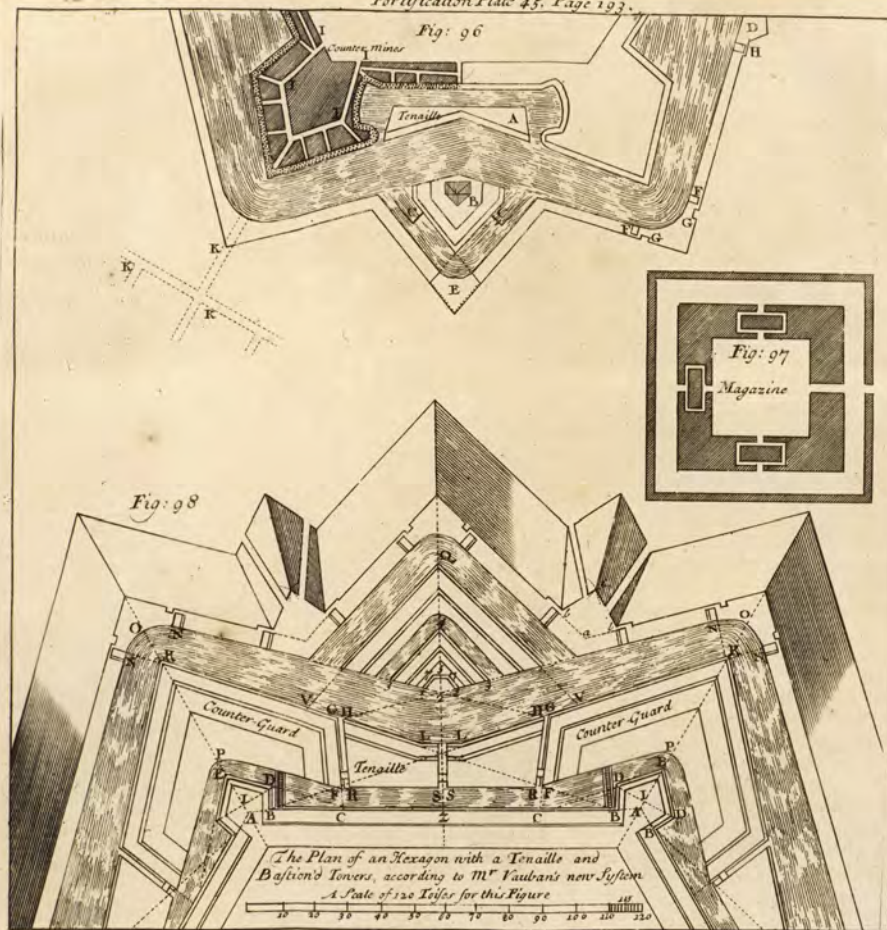 Fortification Plate 45. Page 193.
Fig: 96
D
H
I
Counter Mines
I
I
I
Tenaille
A
B
C
C
F
G
F
G
E
K
K
K
Fig: 97
Magazine
Fig: 98
Q
S
O
N
N
O
N
R
R
V
G
H
H
G
V
Counter-Guard
Counter-Guard
L
L
P
P
E
E
Tenaille
D
F
R
S
S
R
F
D
I
I
A
B
C
Z
C
B
A
D
B
The Plan of an Hexagon with a Tenaille and
Baſtion'd Towers, according to Mr Vauban's new Syſtem
A Scale of 120 Toiſes for this Figure
115
10 20 30 40 50 60 70 80 90 100 110 120